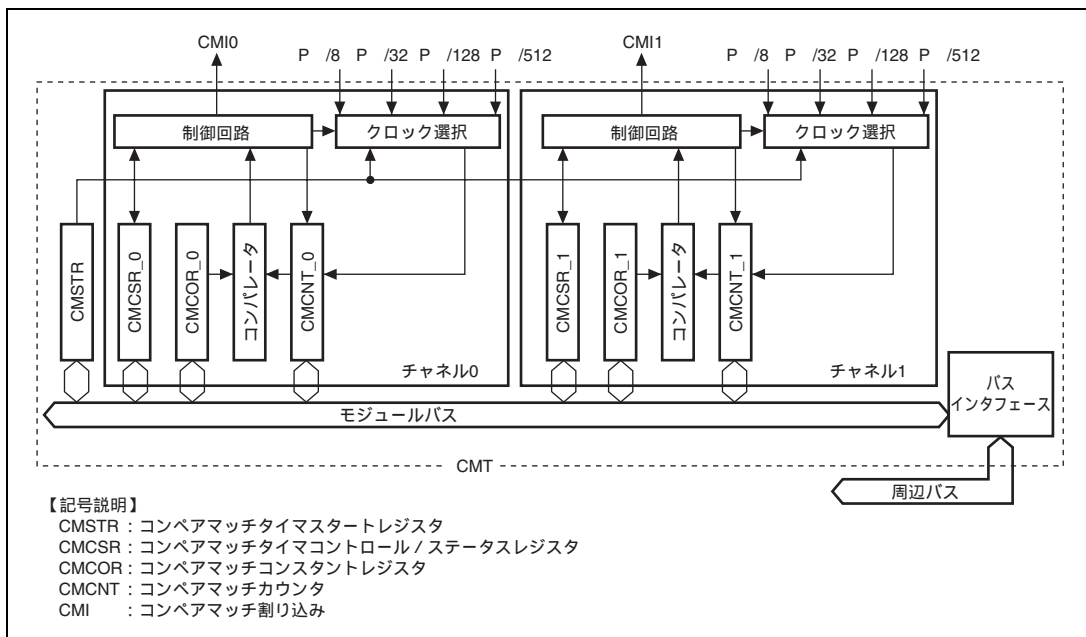 CMI0 P /8 P /32 P /128 P /512 CMI1 P /8 P /32 P /128 P /512
制御回路 クロック選択 制御回路 クロック選択
CMSTR
CMCSR_0
CMCOR_0
コンパレータ
CMCNT_0
CMCSR_1
CMCOR_1
コンパレータ
CMCNT_1
チャネル0 チャネル1
バス
インタフェース
モジュールバス
CMT
周辺バス
【記号説明】
CMSTR : コンペアマッチタイマスタートレジスタ
CMCSR : コンペアマッチタイマコントロール / ステータスレジスタ
CMCOR : コンペアマッチコンスタントレジスタ
CMCNT : コンペアマッチカウンタ
CMI : コンペアマッチ割り込み